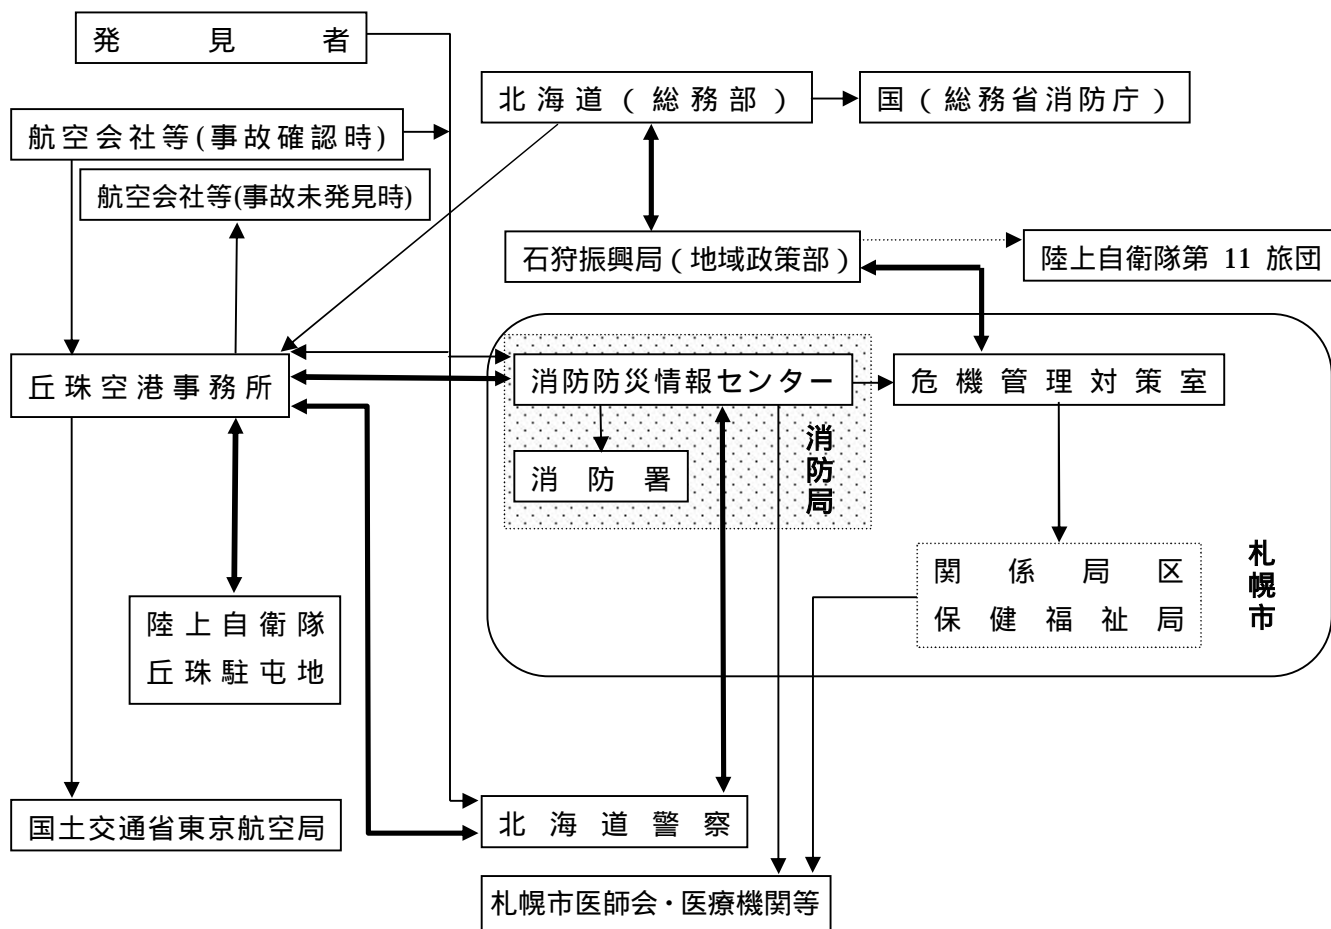 発見者
北海道（総務部）
国（総務省消防庁）
航空会社等(事故確認時)
航空会社等(事故未発見時)
石狩振興局（地域政策部）
陸上自衛隊第 11 旅団
丘珠空港事務所
消防防災情報センター
危機管理対策室
消防局
消防署
関係局区
保健福祉局
札幌市
陸上自衛隊
丘珠駐屯地
国土交通省東京航空局
北海道警察
札幌市医師会・医療機関等